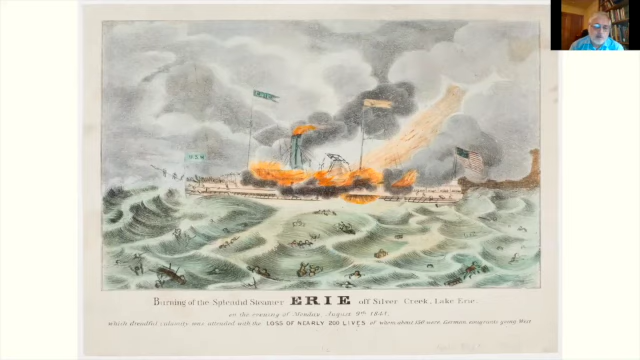 Burning of the Splendid Steamer ERIE off Silver Creek, Lake Erie.
on the evening of Monday, August 9th 1841,
which dreadful calamity was attended with the LOSS OF NEARLY 200 LIVES of whom about 170 were German emigrants going West